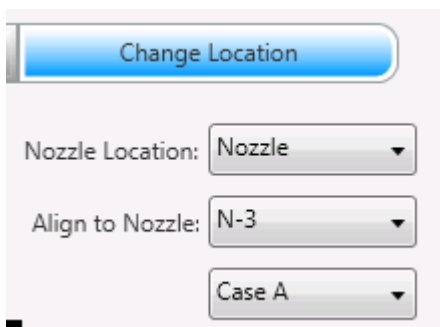 Change Location
Nozzle Location: Nozzle
Align to Nozzle: N-3
Case A